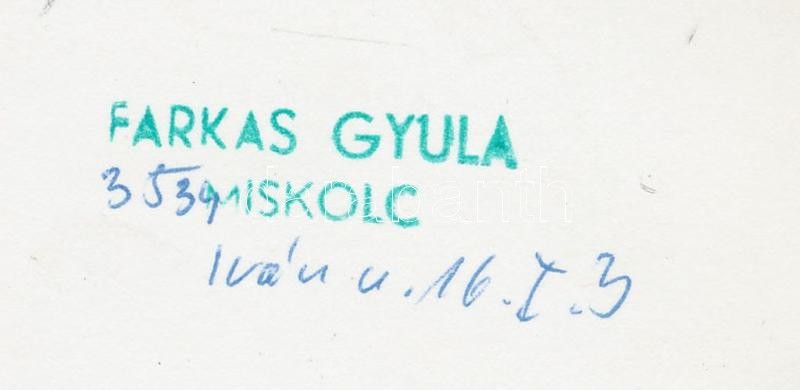 FARKAS GYULA
3534 MISKOLC
Iván u. 16. I. 3